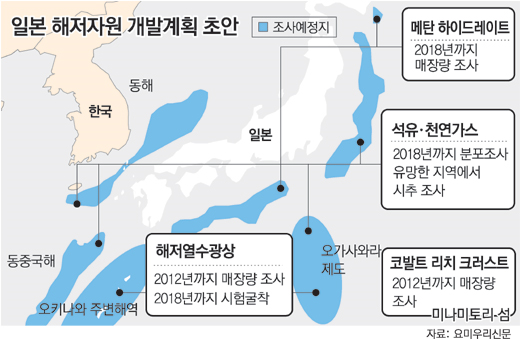 일본 해저자원 개발계획 초안
조사예정지
메탄 하이드레이트
2018년까지
매장량 조사
동해
한국
일본
석유·천연가스
2018년까지 분포조사
유망한 지역에서
시추 조사
해저열수광상
2012년까지 매장량 조사
2018년까지 시험굴착
오가사와라
제도
동중국해
오키나와 주변해역
코발트 리치 크러스트
2012년까지 매장량
조사
미나미토리-섬
자료: 요미우리신문